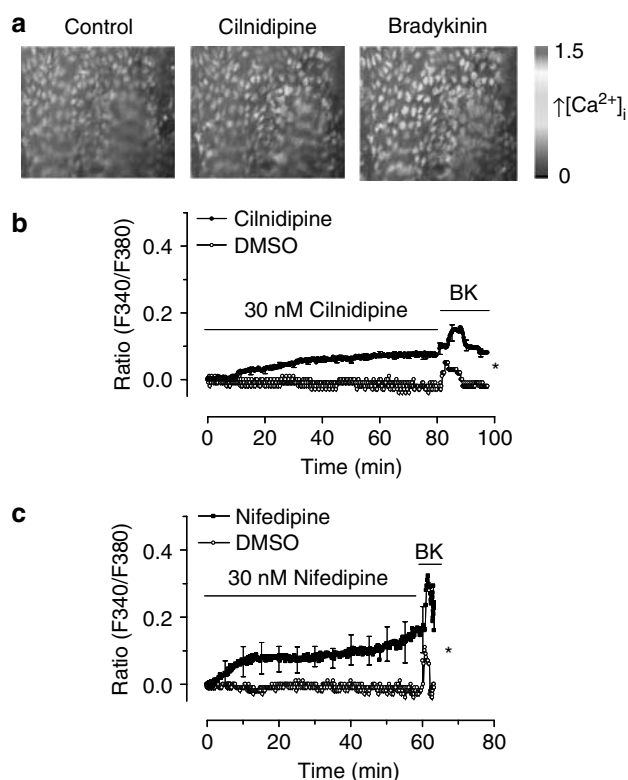 a
Control
Cilnidipine
Bradykinin
1.5
↑[Ca²⁺]ᵢ
0
b
Cilnidipine
DMSO
Ratio (F340/F380)
0.4
0.2
0.0
30 nM Cilnidipine
BK
*
0 20 40 60 80 100
Time (min)
c
Nifedipine
DMSO
Ratio (F340/F380)
0.4
0.2
0.0
30 nM Nifedipine
BK
*
0 20 40 60 80
Time (min)